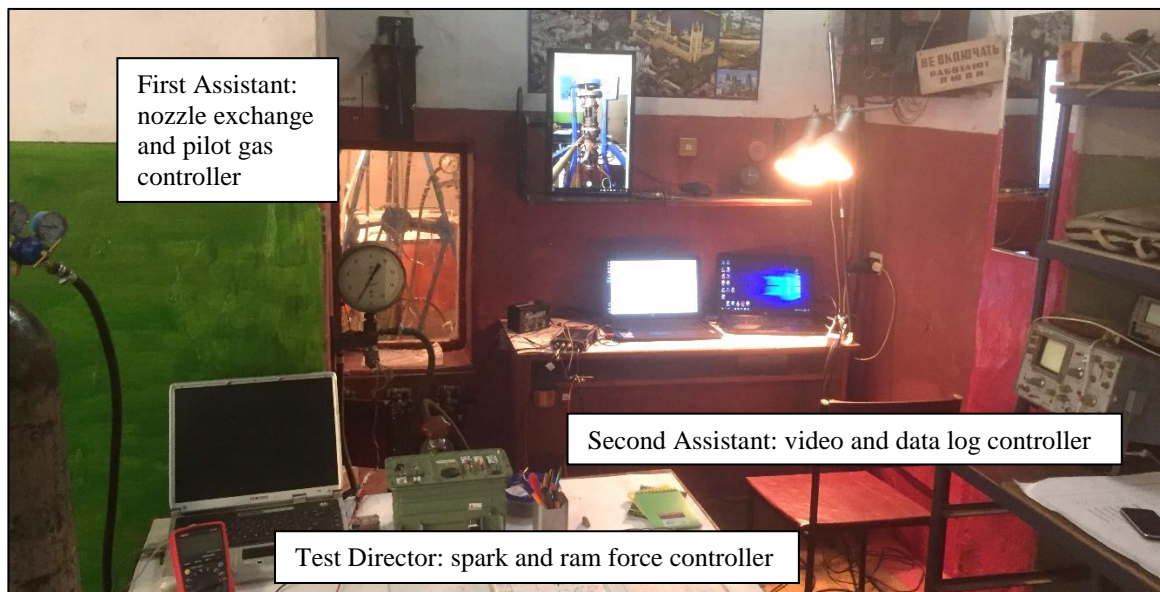 First Assistant:
nozzle exchange
and pilot gas
controller
НЕ ВКЛЮЧАТЬ
РАБОТАЮТ
ЛЮДИ
Second Assistant: video and data log controller
Test Director: spark and ram force controller